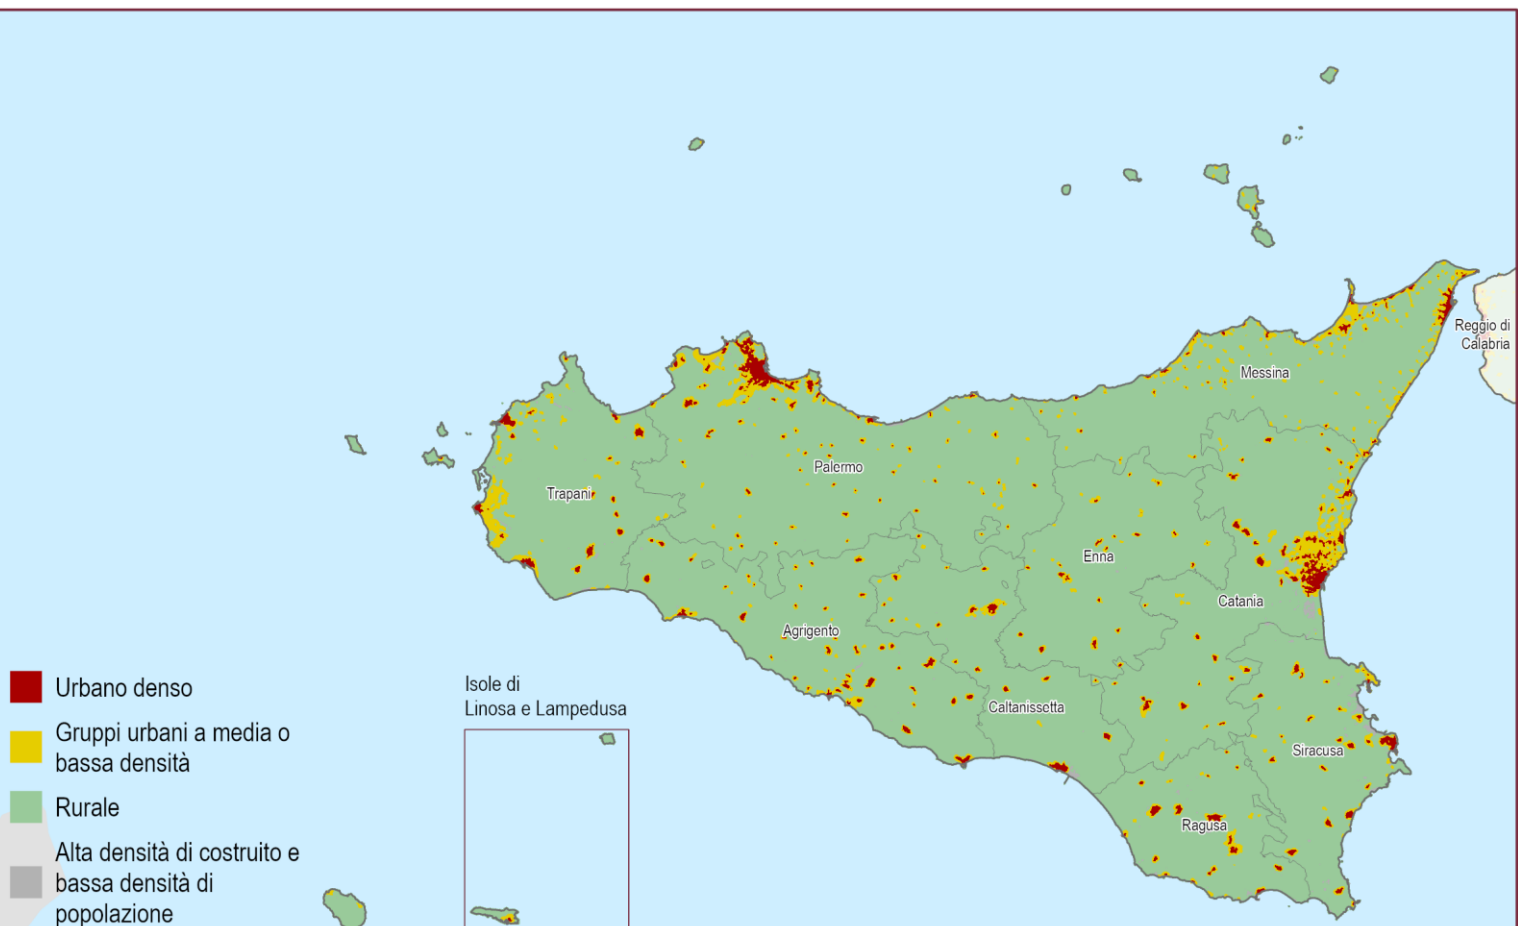 Reggio di
Calabria
Messina
Palermo
Trapani
Enna
Catania
Agrigento
Caltanissetta
Siracusa
Ragusa
Isole di
Linosa e Lampedusa
Urbano denso
Gruppi urbani a media o
bassa densità
Rurale
Alta densità di costruito e
bassa densità di
popolazione